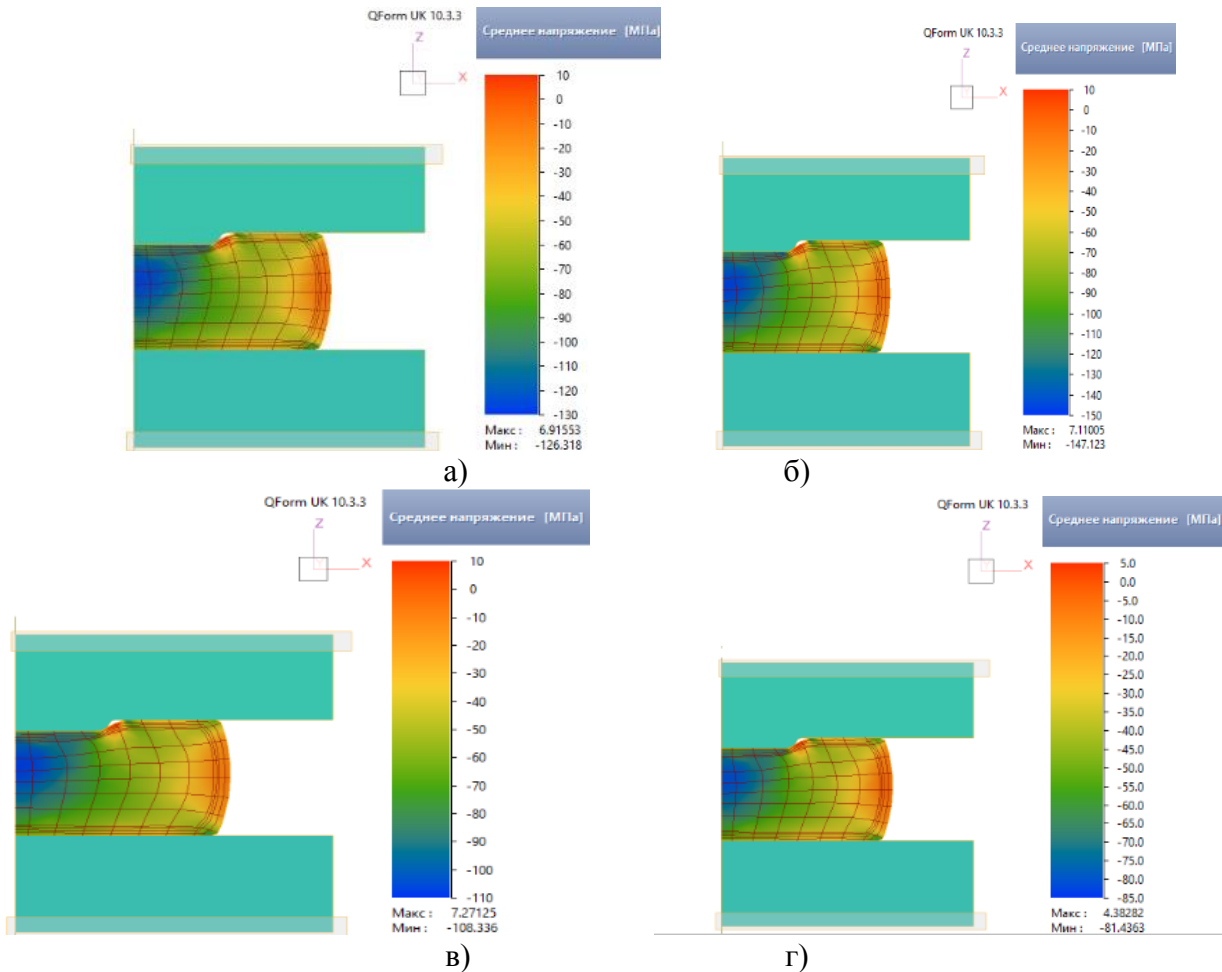 QForm UK 10.3.3
Среднее напряжение [МПа]
Z
X
10
0
-10
-20
-30
-40
-50
-60
-70
-80
-90
-100
-110
-120
-130
Макс : 6.91553
Мин : -126.318
а)
QForm UK 10.3.3
Среднее напряжение [МПа]
Z
X
10
0
-10
-20
-30
-40
-50
-60
-70
-80
-90
-100
-110
-120
-130
-140
-150
Макс : 7.11005
Мин : -147.123
б)
QForm UK 10.3.3
Среднее напряжение [МПа]
Z
X
10
0
-10
-20
-30
-40
-50
-60
-70
-80
-90
-100
-110
Макс : 7.27125
Мин : -108.336
в)
QForm UK 10.3.3
Среднее напряжение [МПа]
Z
X
5.0
0.0
-5.0
-10.0
-15.0
-20.0
-25.0
-30.0
-35.0
-40.0
-45.0
-50.0
-55.0
-60.0
-65.0
-70.0
-75.0
-80.0
-85.0
Макс : 4.38282
Мин : -81.4363
г)